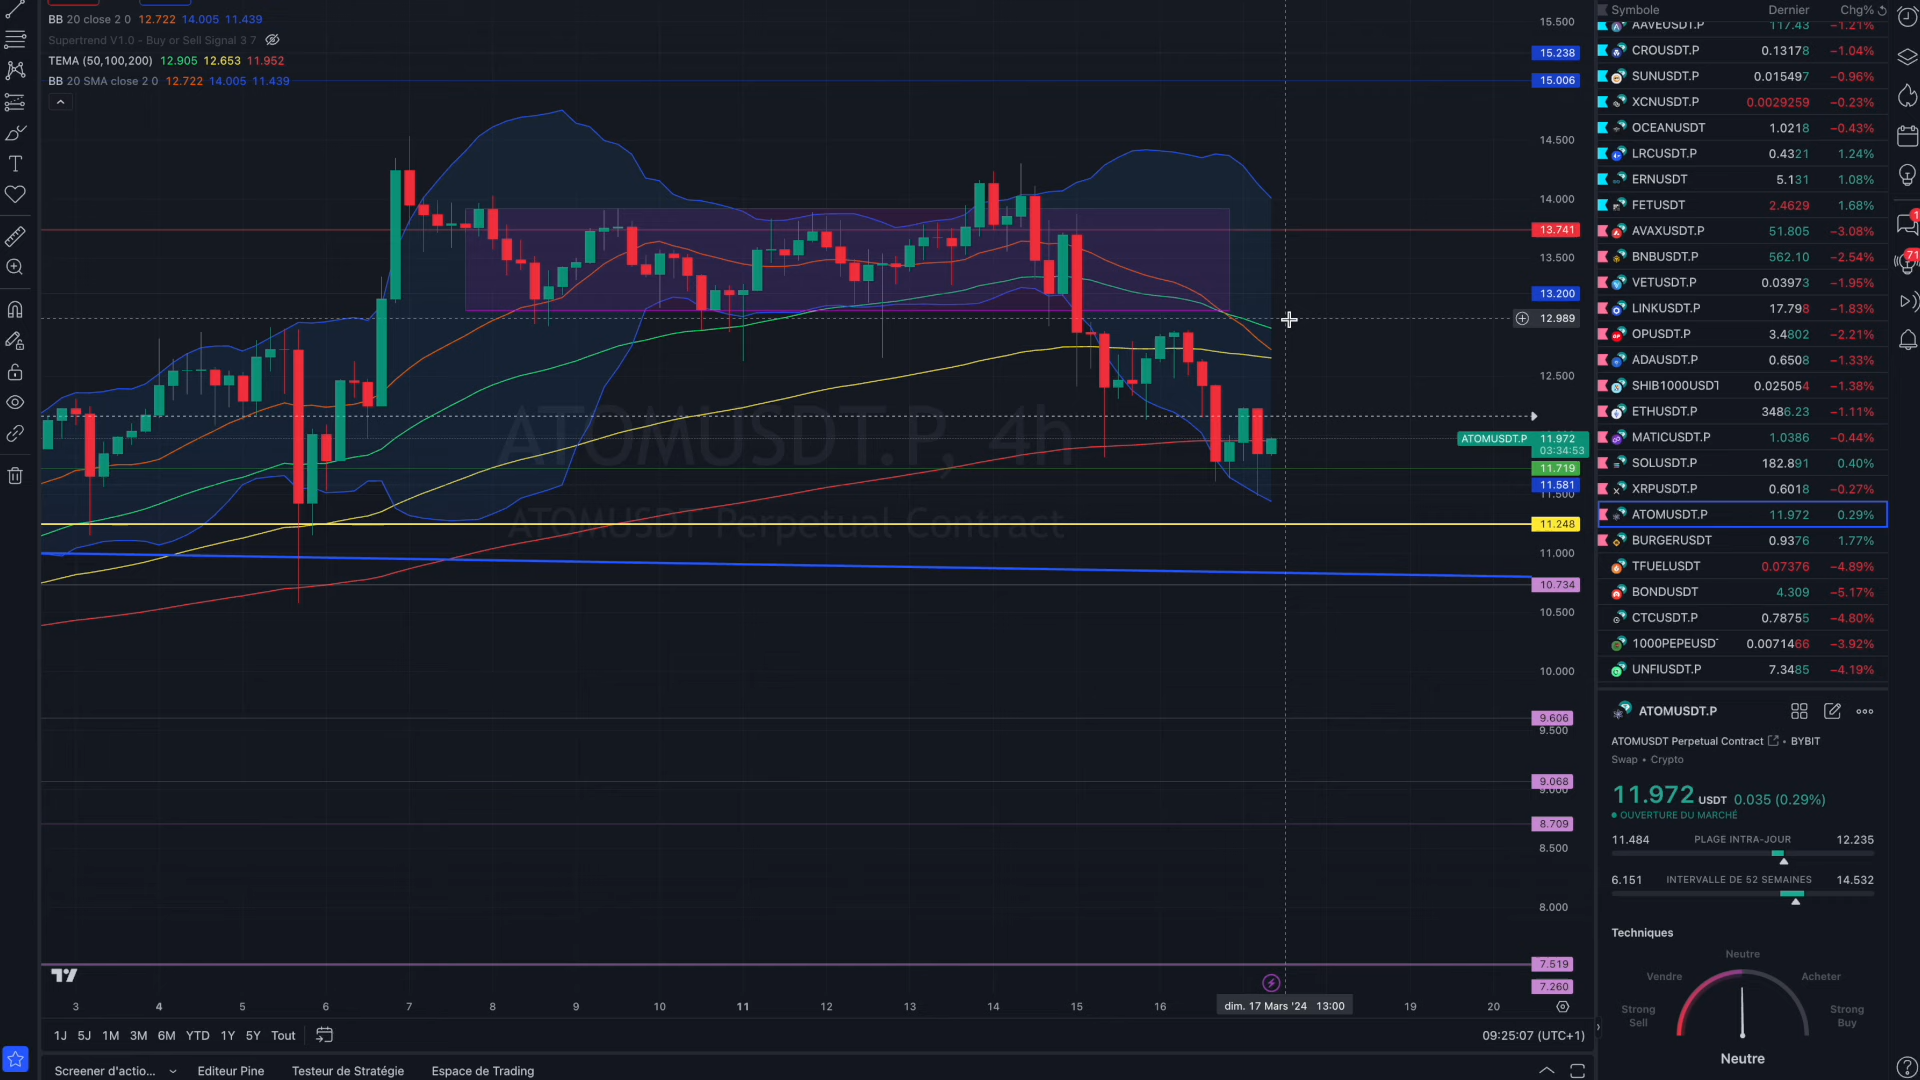 BB 20 close 2 0 12.722 14.005 11.439
Supertrend V1.0 - Buy or Sell Signal 3 7
TEMA (50,100,200) 12.905 12.653 11.952
BB 20 SMA close 2 0 12.722 14.005 11.439
ATOMUSDT.P, 4h
ATOMUSDT Perpetual Contract
15.500
15.238
15.006
14.500
14.000
13.741
13.500
13.200
12.989
12.500
ATOMUSDT.P 11.972
03:34:53
11.719
11.581
11.500
11.248
11.000
10.734
10.500
10.000
9.606
9.500
9.068
9.000
8.709
8.500
8.000
7.519
7.260
3 4 5 6 7 8 9 10 11 12 13 14 15 16 dim. 17 Mars '24 13:00 19 20
1J 5J 1M 3M 6M YTD 1Y 5Y Tout
09:25:07 (UTC+1)
Screener d'actio... Editeur Pine Testeur de Stratégie Espace de Trading
Symbole Dernier Chg%
AAVEUSDT.P 117.43 −1.21%
CROUSDT.P 0.13178 −1.04%
SUNUSDT.P 0.015497 −0.96%
XCNUSDT.P 0.0029259 −0.23%
OCEANUSDT 1.0218 −0.43%
LRCUSDT.P 0.4321 1.24%
ERNUSDT 5.131 1.08%
FETUSDT 2.4629 1.68%
AVAXUSDT.P 51.805 −3.08%
BNBUSDT.P 562.10 −2.54%
VETUSDT.P 0.03973 −1.95%
LINKUSDT.P 17.798 −1.83%
OPUSDT.P 3.4802 −2.21%
ADAUSDT.P 0.6508 −1.33%
SHIB1000USDT 0.025054 −1.38%
ETHUSDT.P 3486.23 −1.11%
MATICUSDT.P 1.0386 −0.44%
SOLUSDT.P 182.891 0.40%
XRPUSDT.P 0.6018 −0.27%
ATOMUSDT.P 11.972 0.29%
BURGERUSDT 0.9376 1.77%
TFUELUSDT 0.07376 −4.89%
BONDUSDT 4.309 −5.17%
CTCUSDT.P 0.78755 −4.80%
1000PEPEUSD 0.0071466 −3.92%
UNFIUSDT.P 7.3485 −4.19%
ATOMUSDT.P
ATOMUSDT Perpetual Contract • BYBIT
Swap • Crypto
11.972 USDT 0.035 (0.29%)
OUVERTURE DU MARCHÉ
11.484 PLAGE INTRA-JOUR 12.235
6.151 INTERVALLE DE 52 SEMAINES 14.532
Techniques
Neutre
Vendre Acheter
Strong Sell
Strong Buy
Neutre
1
71